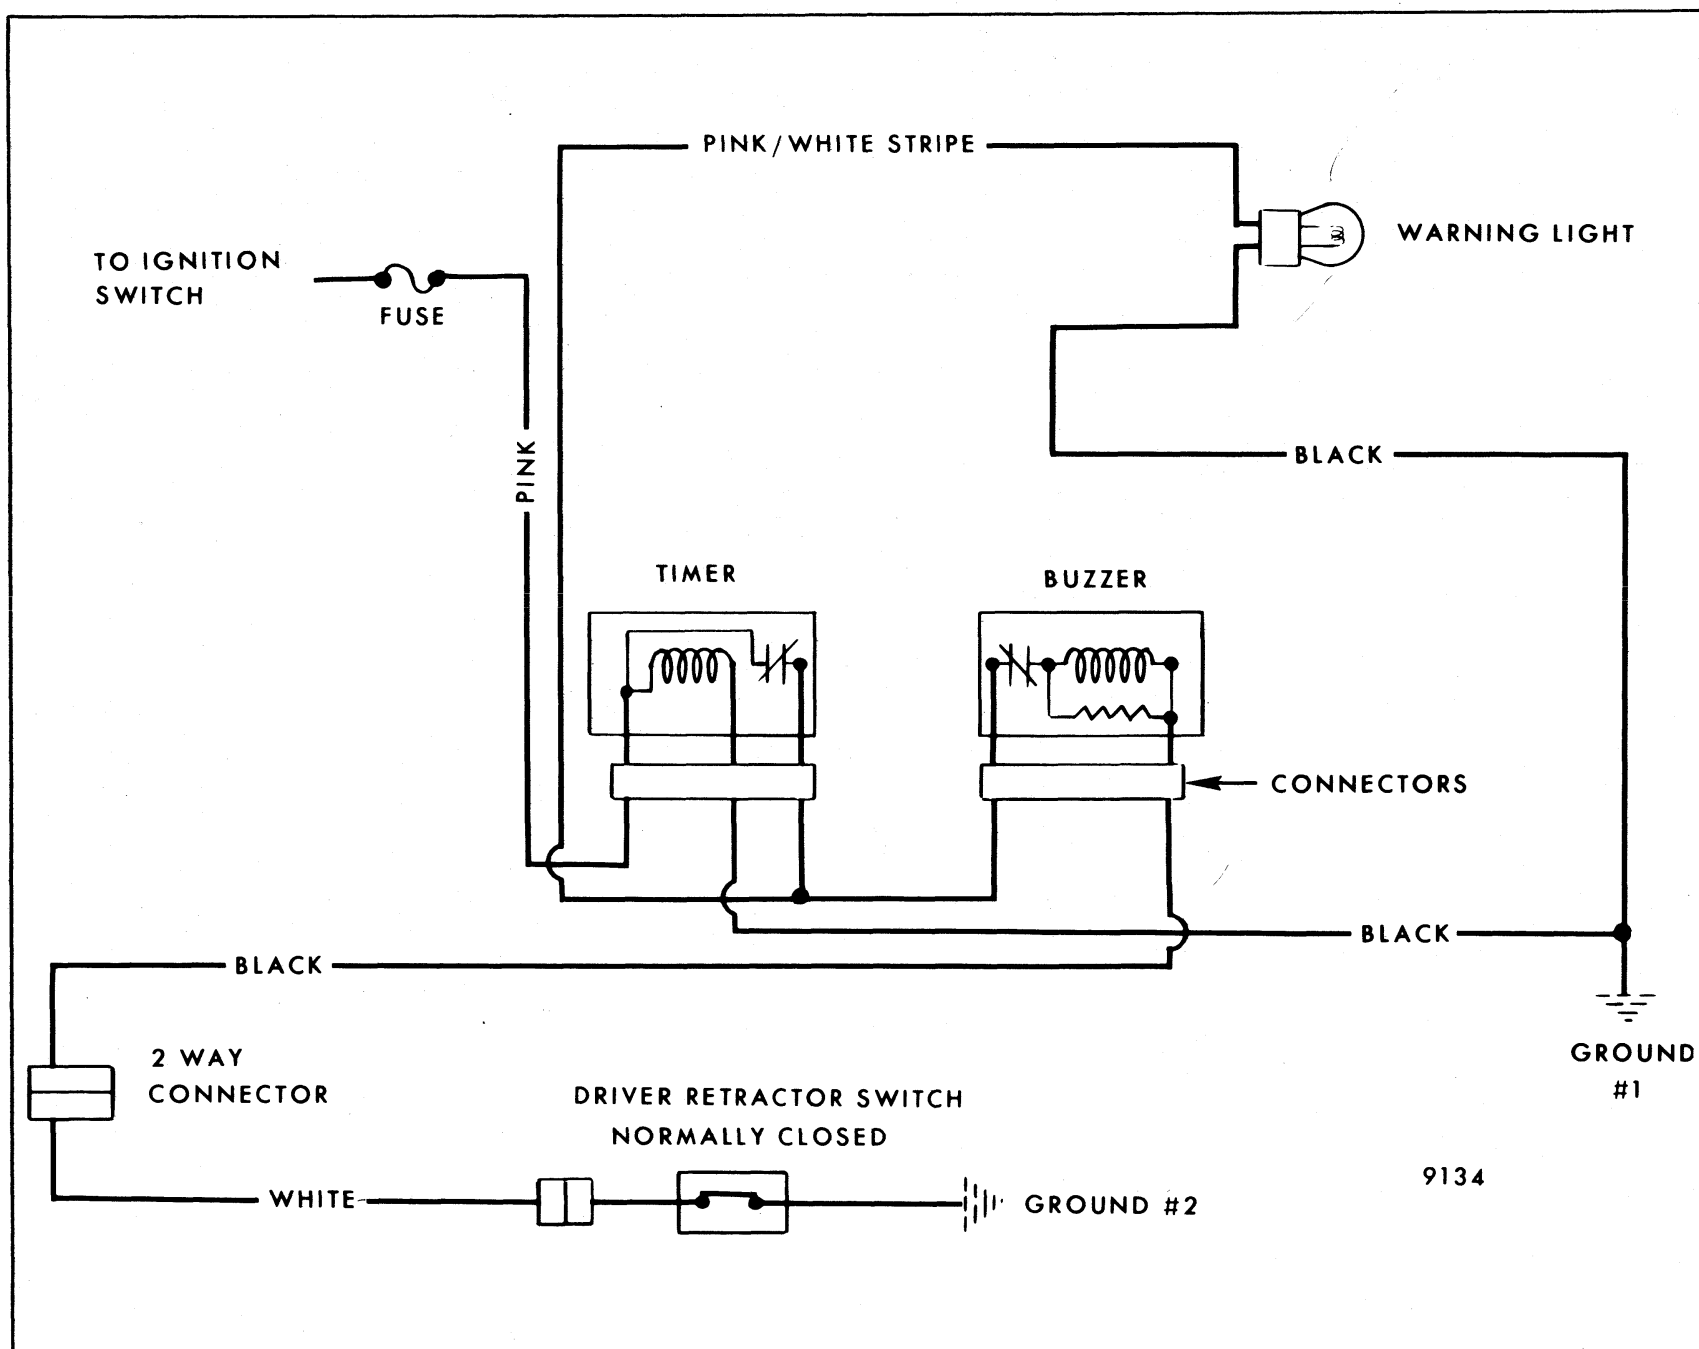 PINK/WHITE STRIPE
WARNING LIGHT
TO IGNITION
SWITCH
FUSE
PINK
BLACK
TIMER
BUZZER
CONNECTORS
BLACK
BLACK
2 WAY
CONNECTOR
GROUND
#1
DRIVER RETRACTOR SWITCH
NORMALLY CLOSED
9134
WHITE
GROUND #2